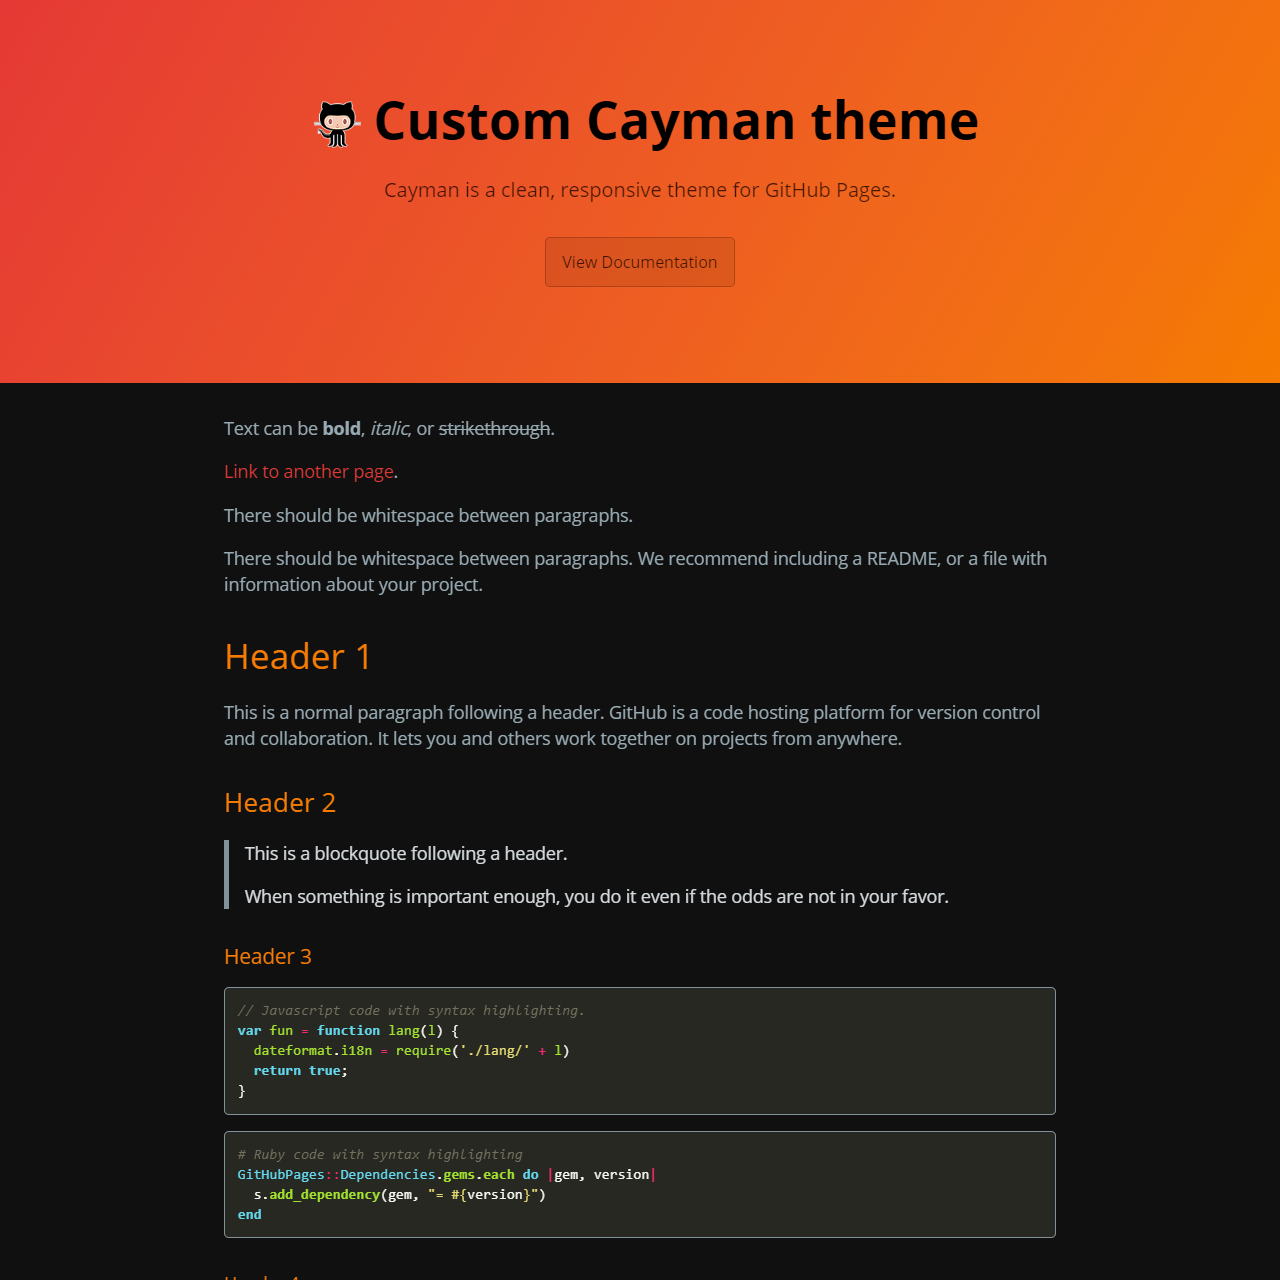 Custom Cayman theme
Cayman is a clean, responsive theme for GitHub Pages.
View Documentation
Text can be bold, italic, or strikethrough.
Link to another page.
There should be whitespace between paragraphs.
There should be whitespace between paragraphs. We recommend including a README, or a file with
information about your project.
Header 1
This is a normal paragraph following a header. GitHub is a code hosting platform for version control
and collaboration. It lets you and others work together on projects from anywhere.
Header 2
This is a blockquote following a header.
When something is important enough, you do it even if the odds are not in your favor.
Header 3
// Javascript code with syntax highlighting.
var fun = function lang(l) {
  dateformat.i18n = require('./lang/' + l)
  return true;
}
# Ruby code with syntax highlighting
GitHubPages::Dependencies.gems.each do |gem, version|
  s.add_dependency(gem, "= #{version}")
end